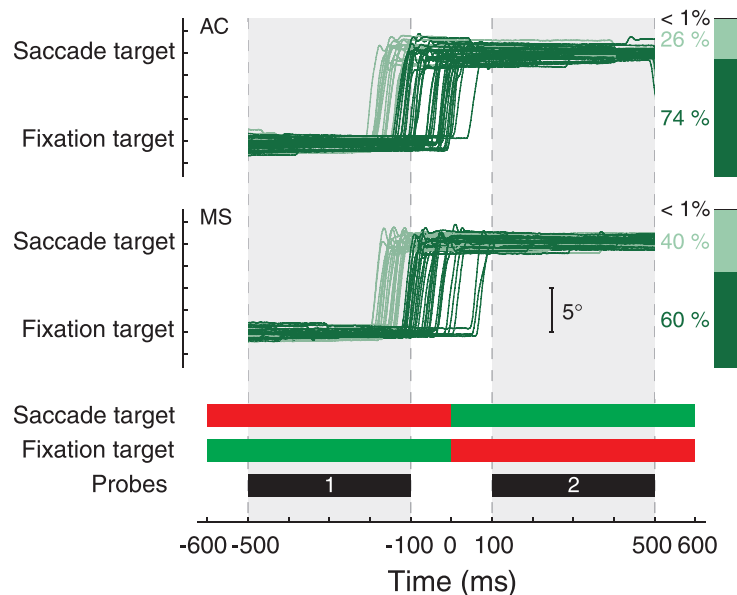 AC
< 1%
26 %
Saccade target
74 %
Fixation target
MS
< 1%
Saccade target
40 %
5°
60 %
Fixation target
Saccade target
Fixation target
Probes
1
2
-600 -500 -100 0 100 500 600
Time (ms)